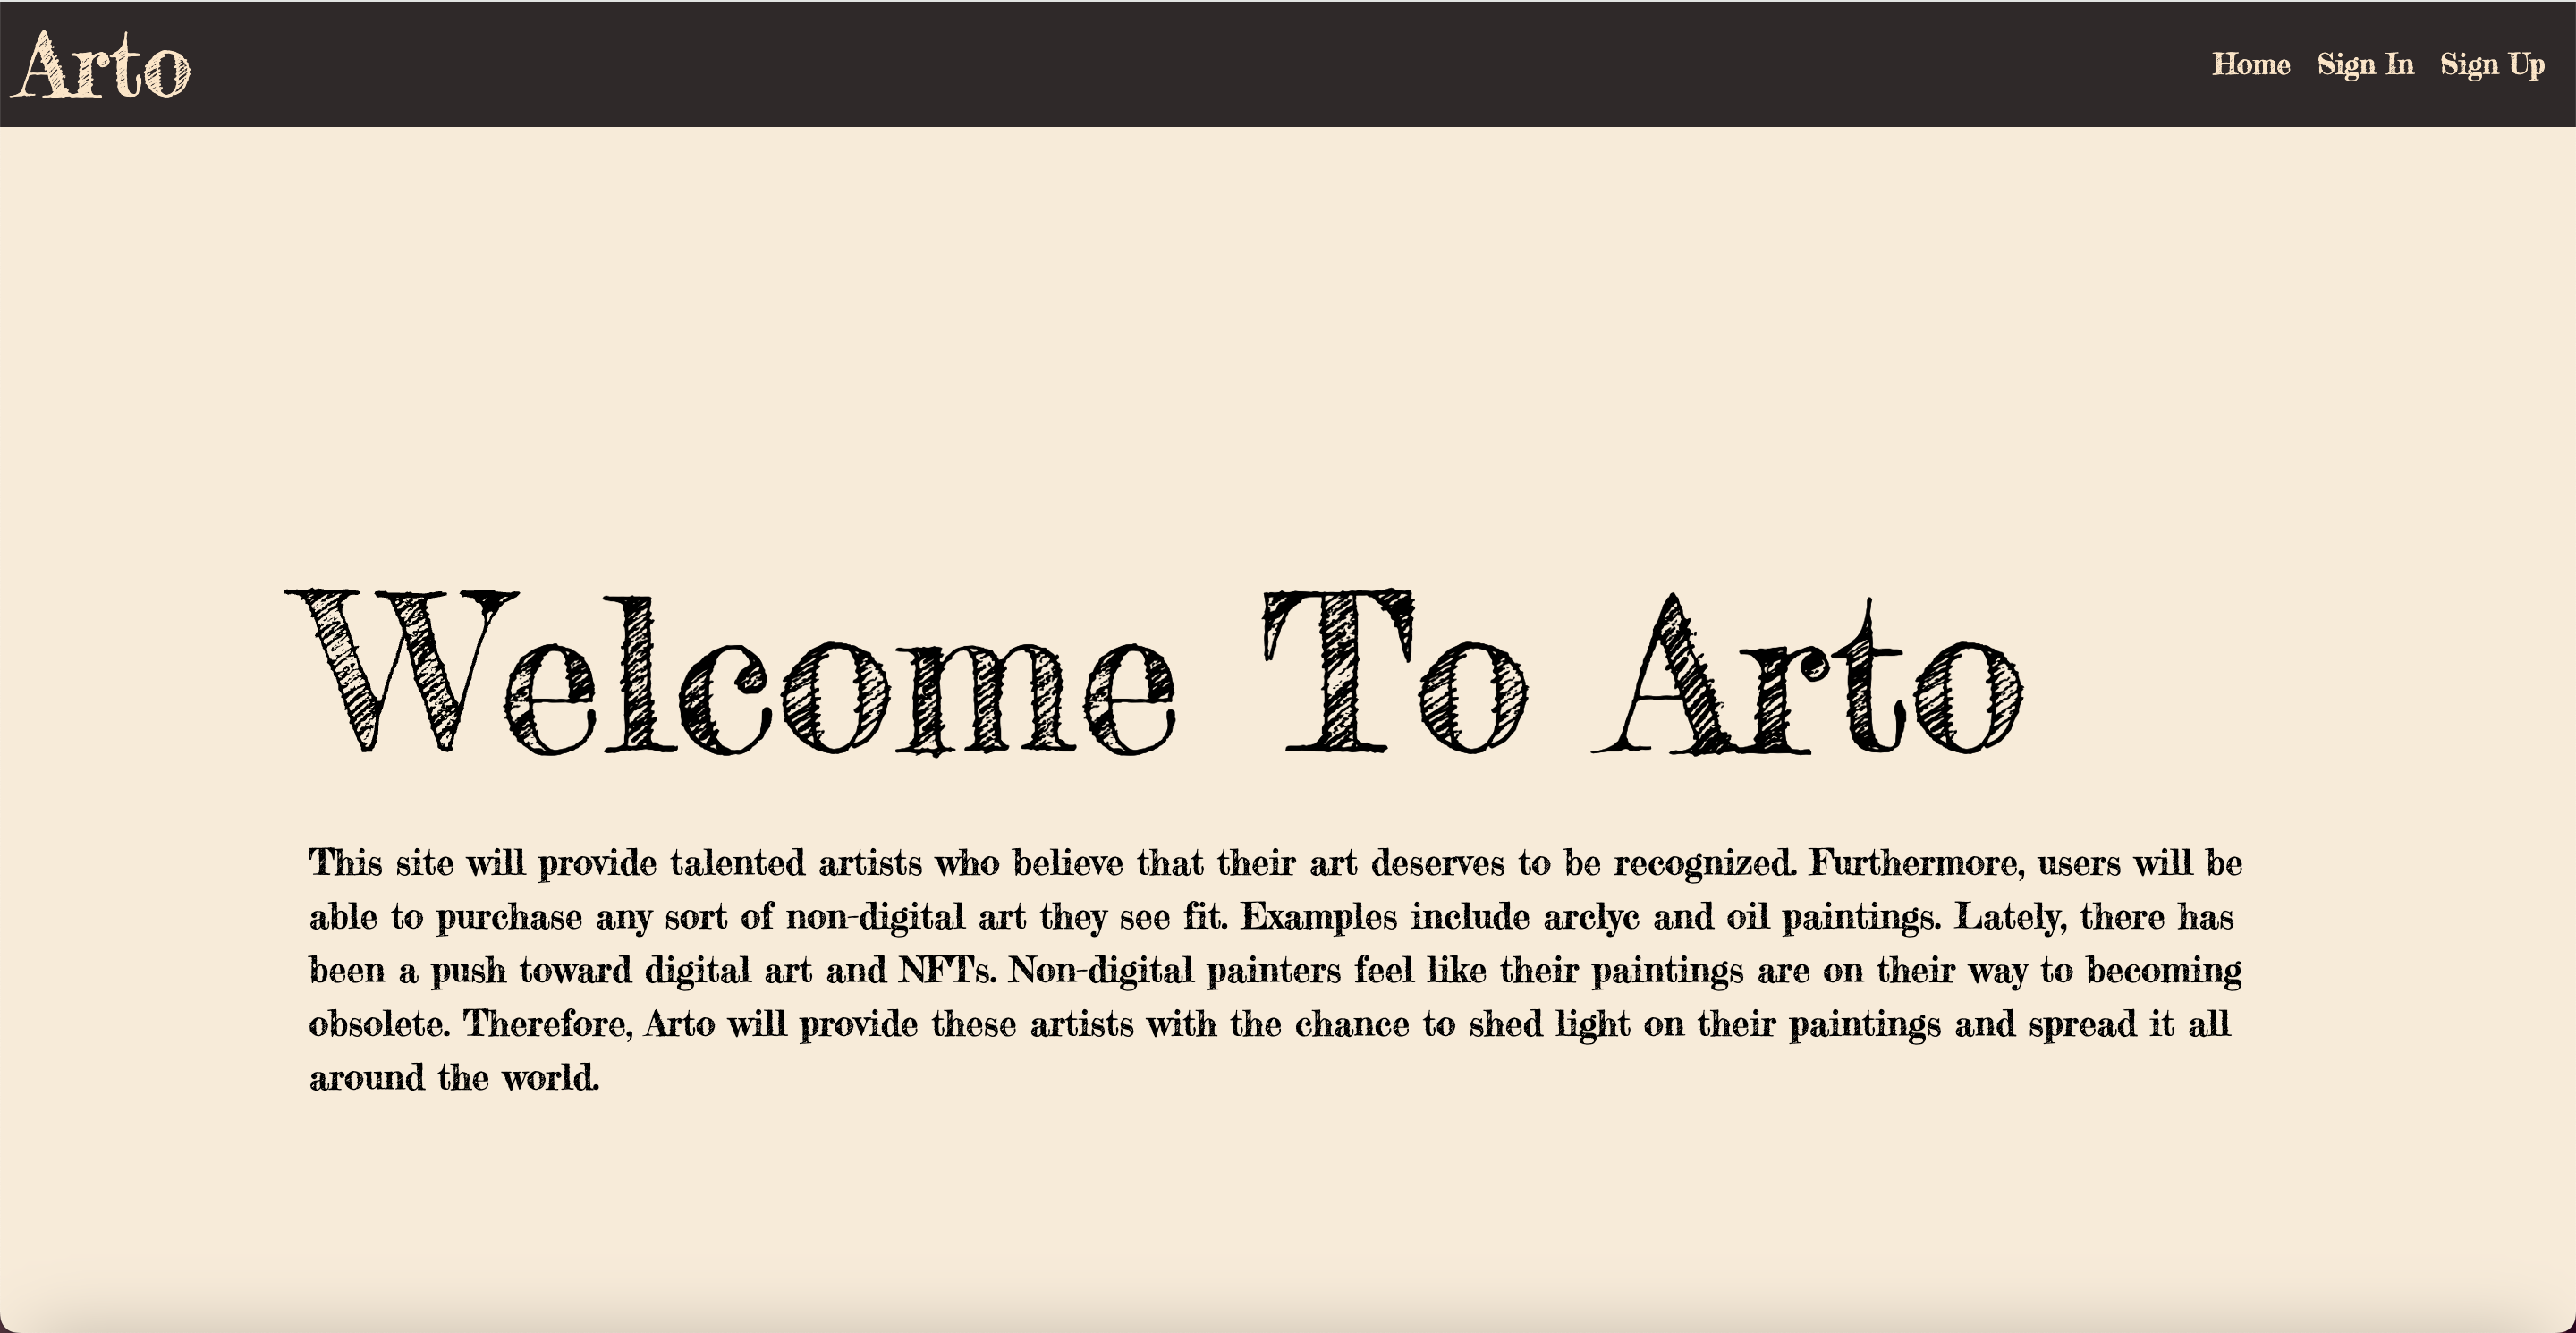 Arto
Home Sign In Sign Up
Welcome To Arto
This site will provide talented artists who believe that their art deserves to be recognized. Furthermore, users will be
able to purchase any sort of non-digital art they see fit. Examples include arclyc and oil paintings. Lately, there has
been a push toward digital art and NFTs. Non-digital painters feel like their paintings are on their way to becoming
obsolete. Therefore, Arto will provide these artists with the chance to shed light on their paintings and spread it all
around the world.